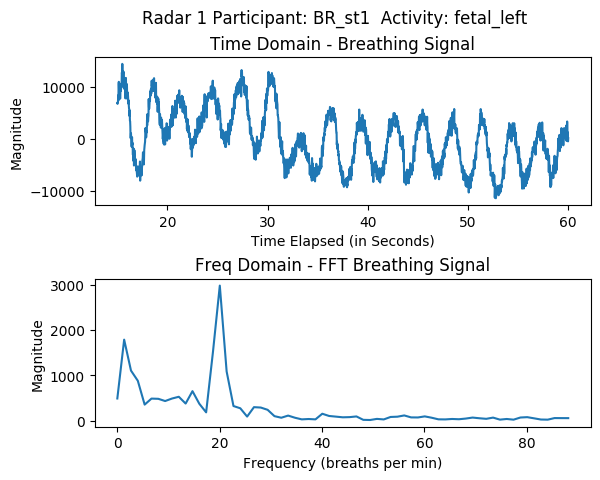 Radar 1 Participant: BR_st1  Activity: fetal_left
Time Domain - Breathing Signal
Magnitude
10000
0
−10000
20
30
40
50
60
Time Elapsed (in Seconds)
Freq Domain - FFT Breathing Signal
Magnitude
3000
2000
1000
0
0
20
40
60
80
Frequency (breaths per min)